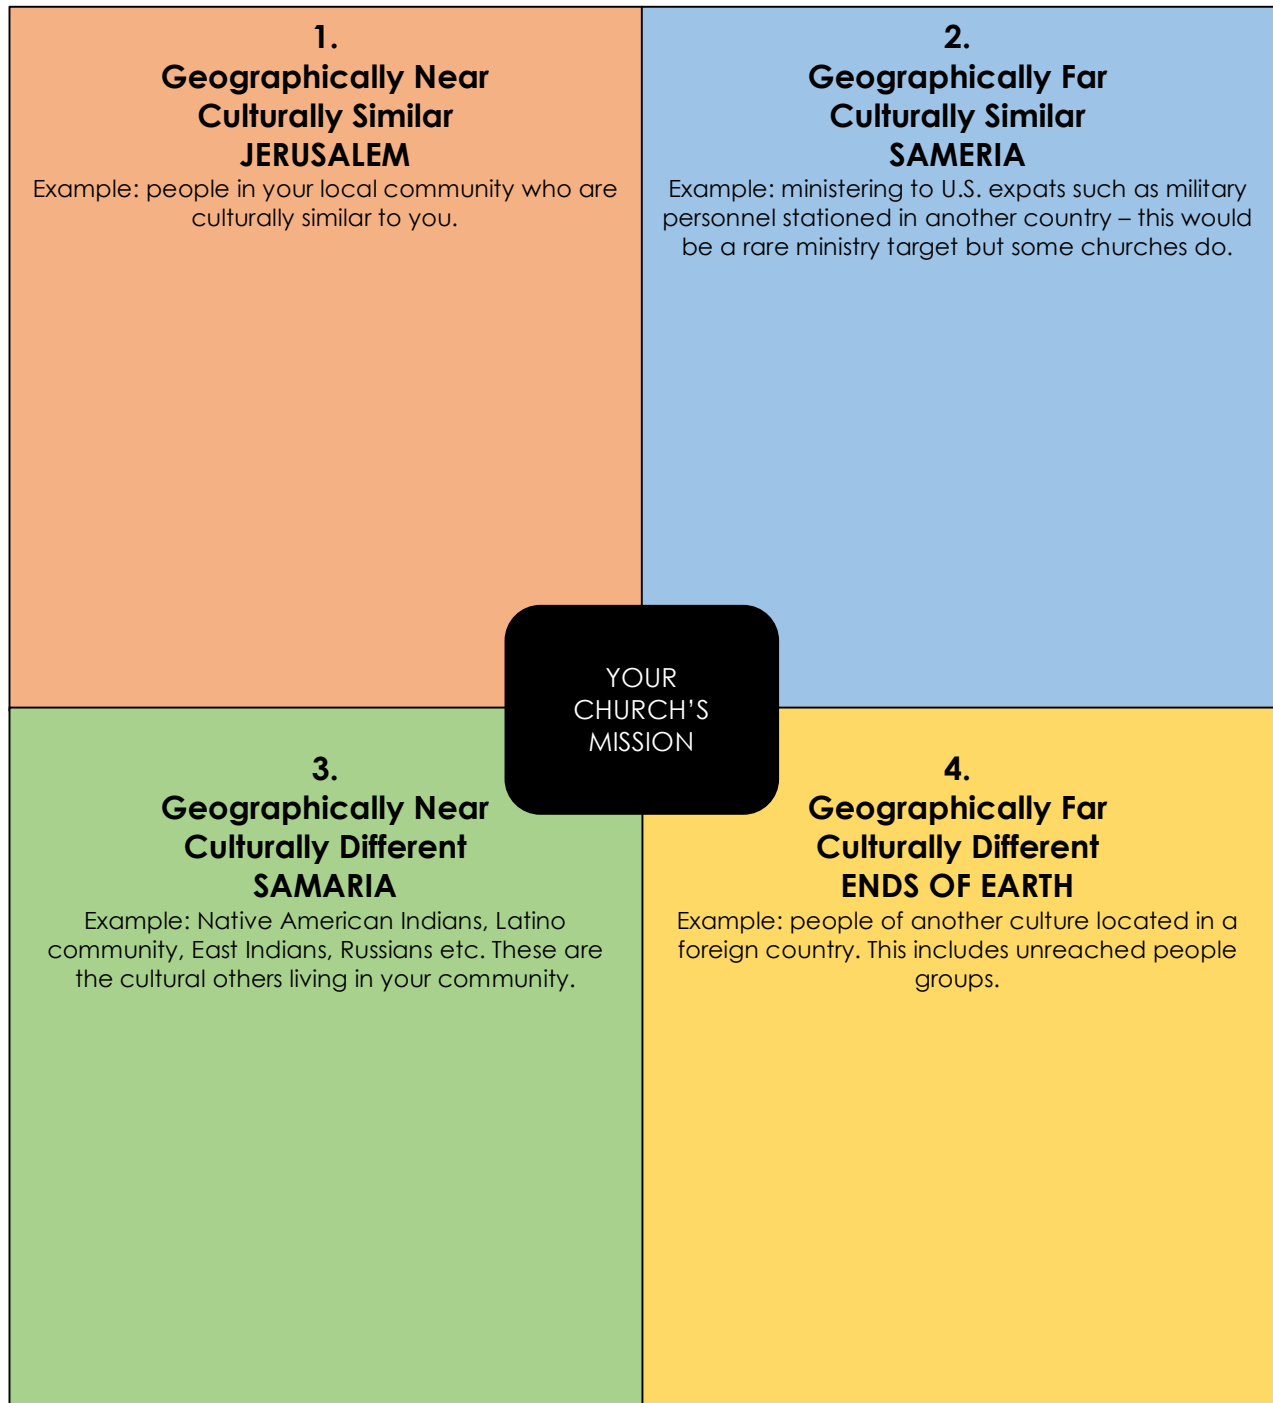 1.
Geographically Near
Culturally Similar
JERUSALEM
Example: people in your local community who are
culturally similar to you.
2.
Geographically Far
Culturally Similar
SAMERIA
Example: ministering to U.S. expats such as military
personnel stationed in another country – this would
be a rare ministry target but some churches do.
YOUR
CHURCH'S
MISSION
3.
Geographically Near
Culturally Different
SAMARIA
Example: Native American Indians, Latino
community, East Indians, Russians etc. These are
the cultural others living in your community.
4.
Geographically Far
Culturally Different
ENDS OF EARTH
Example: people of another culture located in a
foreign country. This includes unreached people
groups.